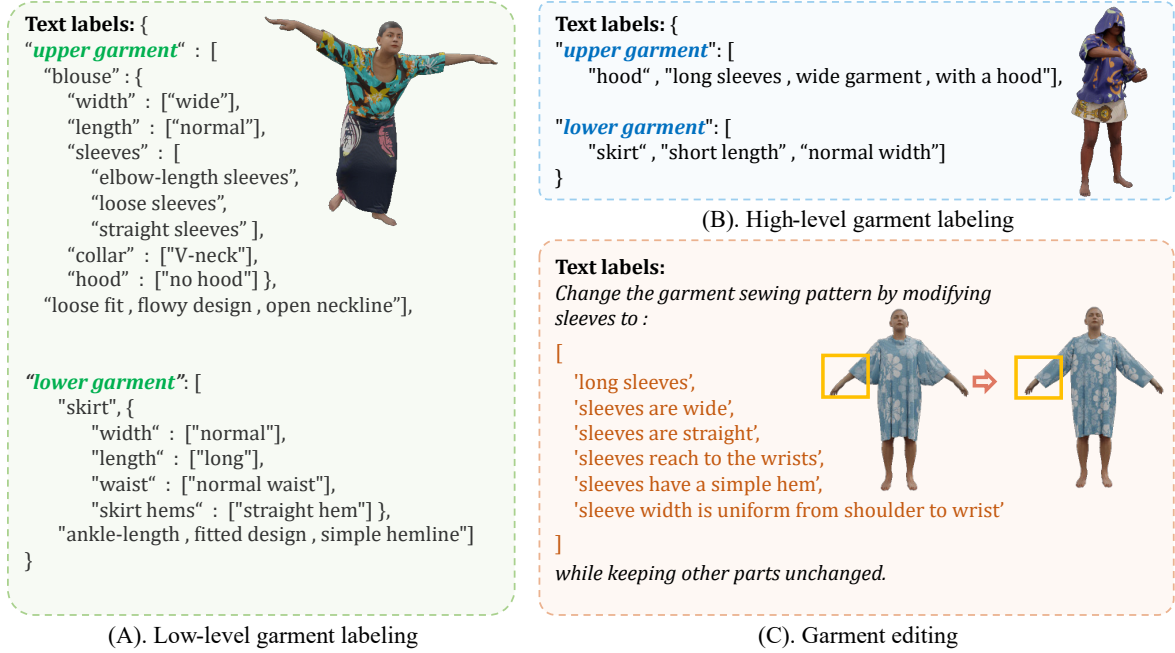 Text labels: {
“upper garment“ : [
“blouse” : {
“width” : [“wide”],
“length” : [“normal”],
“sleeves” : [
“elbow-length sleeves”,
“loose sleeves”,
“straight sleeves” ],
“collar” : ["V-neck"],
“hood” : ["no hood"] },
“loose fit , flowy design , open neckline”],
“lower garment”: [
"skirt", {
"width“ : ["normal"],
"length“ : ["long"],
"waist“ : ["normal waist"],
"skirt hems“ : ["straight hem"] },
"ankle-length , fitted design , simple hemline"]
}
(A). Low-level garment labeling
Text labels: {
"upper garment": [
"hood“ , "long sleeves , wide garment , with a hood"],
"lower garment": [
"skirt“ , "short length” , “normal width”]
}
(B). High-level garment labeling
Text labels:
Change the garment sewing pattern by modifying
sleeves to :
[
'long sleeves’,
'sleeves are wide’,
'sleeves are straight’,
'sleeves reach to the wrists’,
'sleeves have a simple hem’,
'sleeve width is uniform from shoulder to wrist’
]
while keeping other parts unchanged.
(C). Garment editing